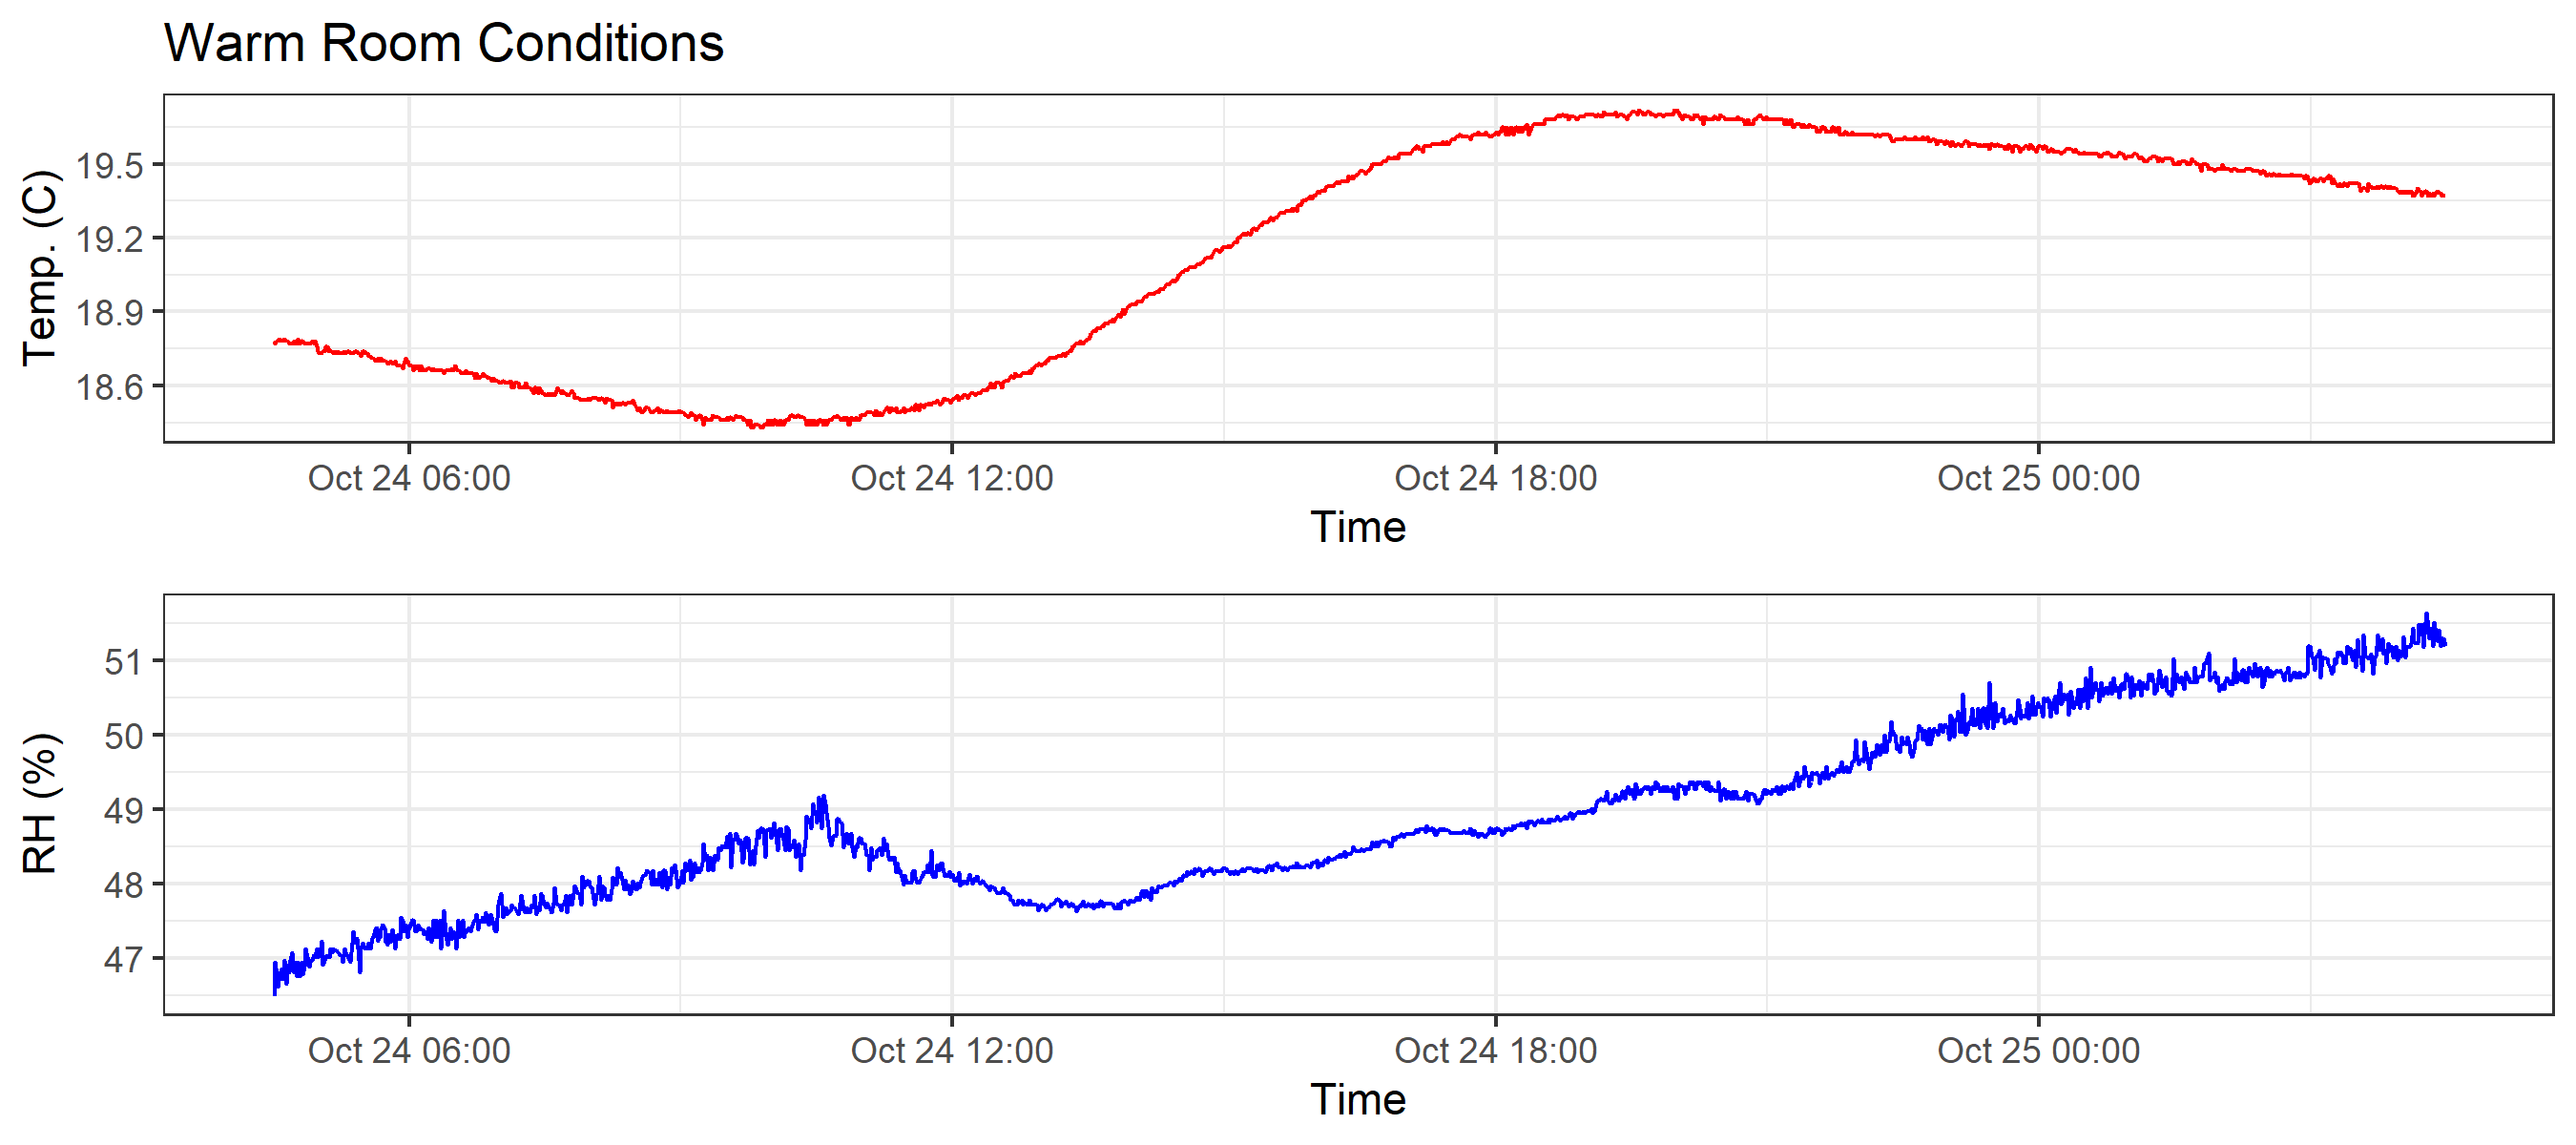 Warm Room Conditions
Temp. (C)
19.5
19.2
18.9
18.6
Oct 24 06:00 Oct 24 12:00 Oct 24 18:00 Oct 25 00:00
Time
RH (%)
51
50
49
48
47
Oct 24 06:00 Oct 24 12:00 Oct 24 18:00 Oct 25 00:00
Time